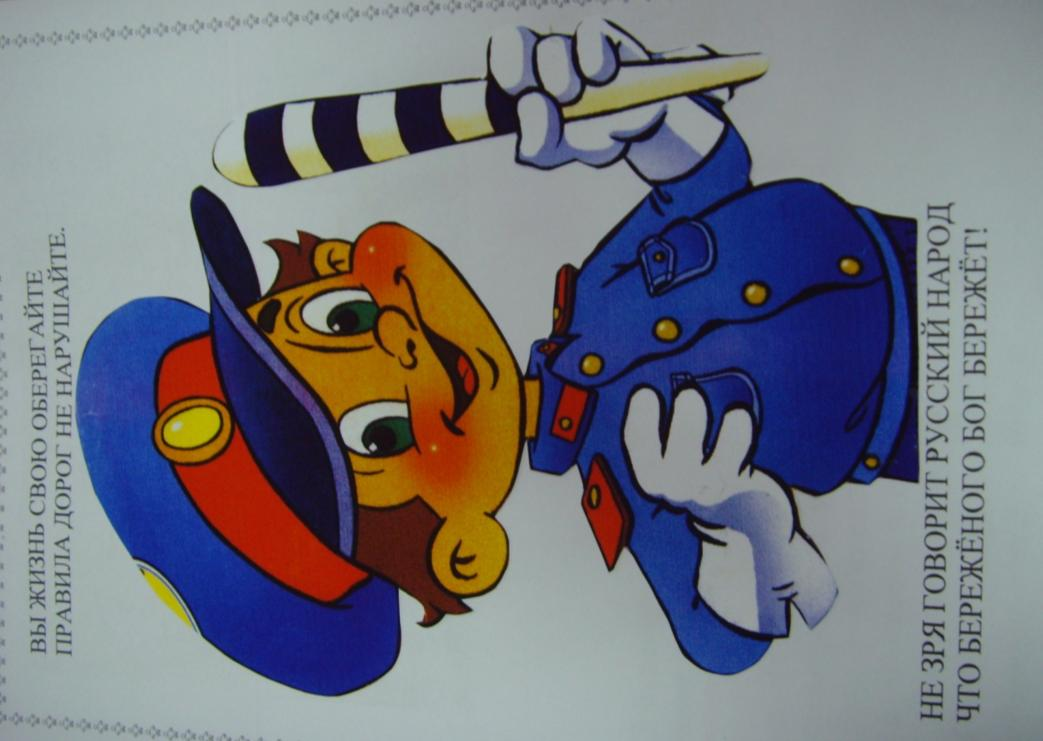 ВЫ ЖИЗНЬ СВОЮ ОБЕРЕГАЙТЕ
ПРАВИЛА ДОРОГ НЕ НАРУШАЙТЕ.
НЕ ЗРЯ ГОВОРИТ РУССКИЙ НАРОД
ЧТО БЕРЕЖЁНОГО БОГ БЕРЕЖЁТ!